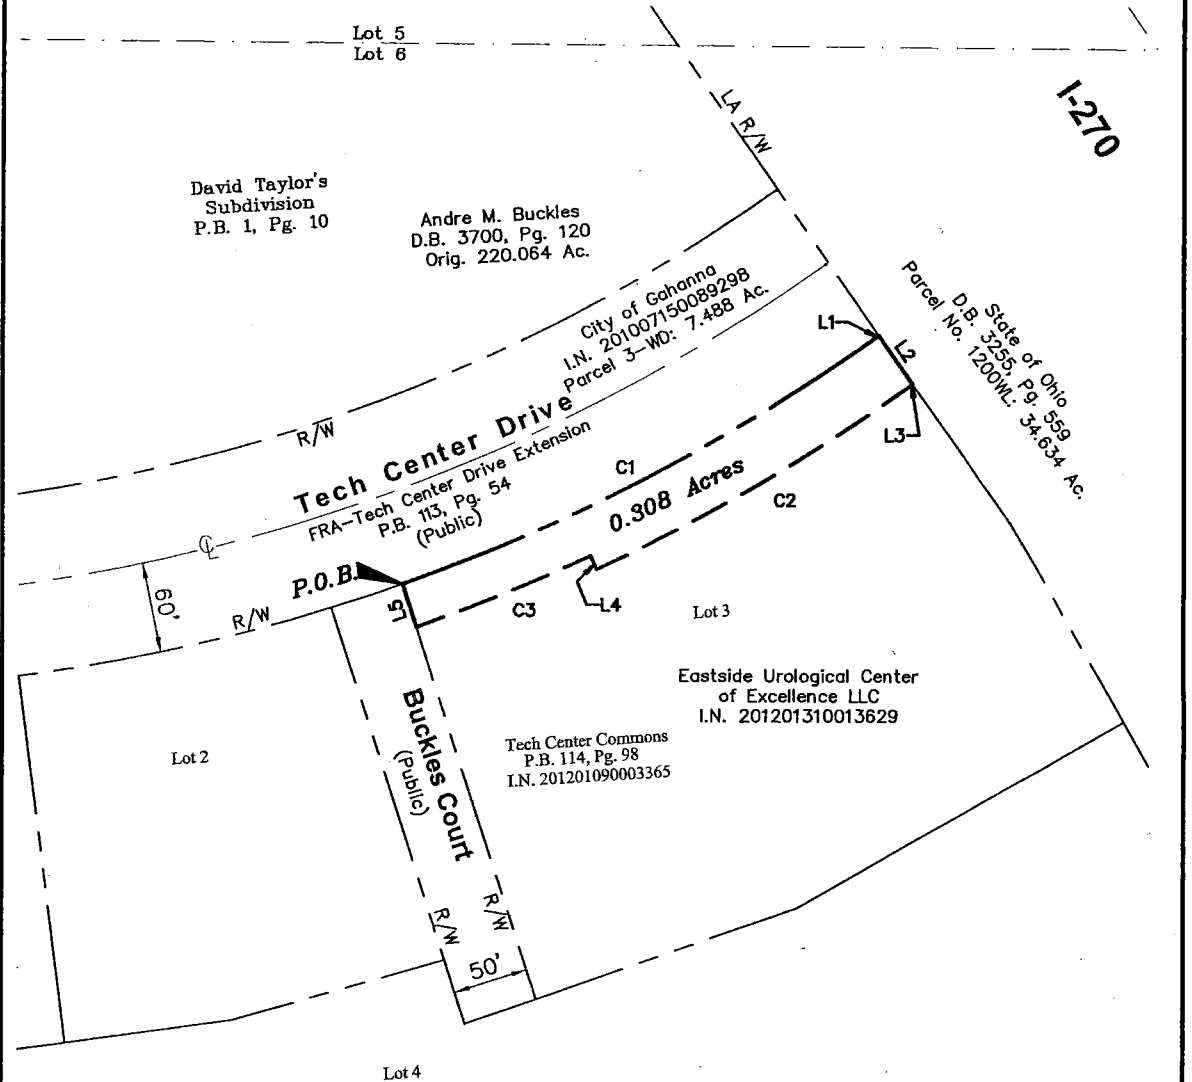 Lot 5
Lot 6
I-270
LA R/W
David Taylor's
Subdivision
P.B. 1, Pg. 10
Andre M. Buckles
D.B. 3700, Pg. 120
Orig. 220.064 Ac.
City of Gahanna
I.N. 201007150089298
Parcel 3-WD: 7.488 Ac.
State of Ohio
D.B. 3255, Pg. 559
Parcel No. 1200WL: 34.634 Ac.
L1
L2
L3
R/W
Tech Center Drive
FRA-Tech Center Drive Extension
P.B. 113, Pg. 54
(Public)
C1
0.308 Acres
C2
℄
P.O.B.
60'
R/W
L5
C3
L4
Lot 3
Eastside Urological Center
of Excellence LLC
I.N. 201201310013629
Lot 2
Buckles Court
(Public)
Tech Center Commons
P.B. 114, Pg. 98
I.N. 201201090003365
R/W
R/W
50'
Lot 4